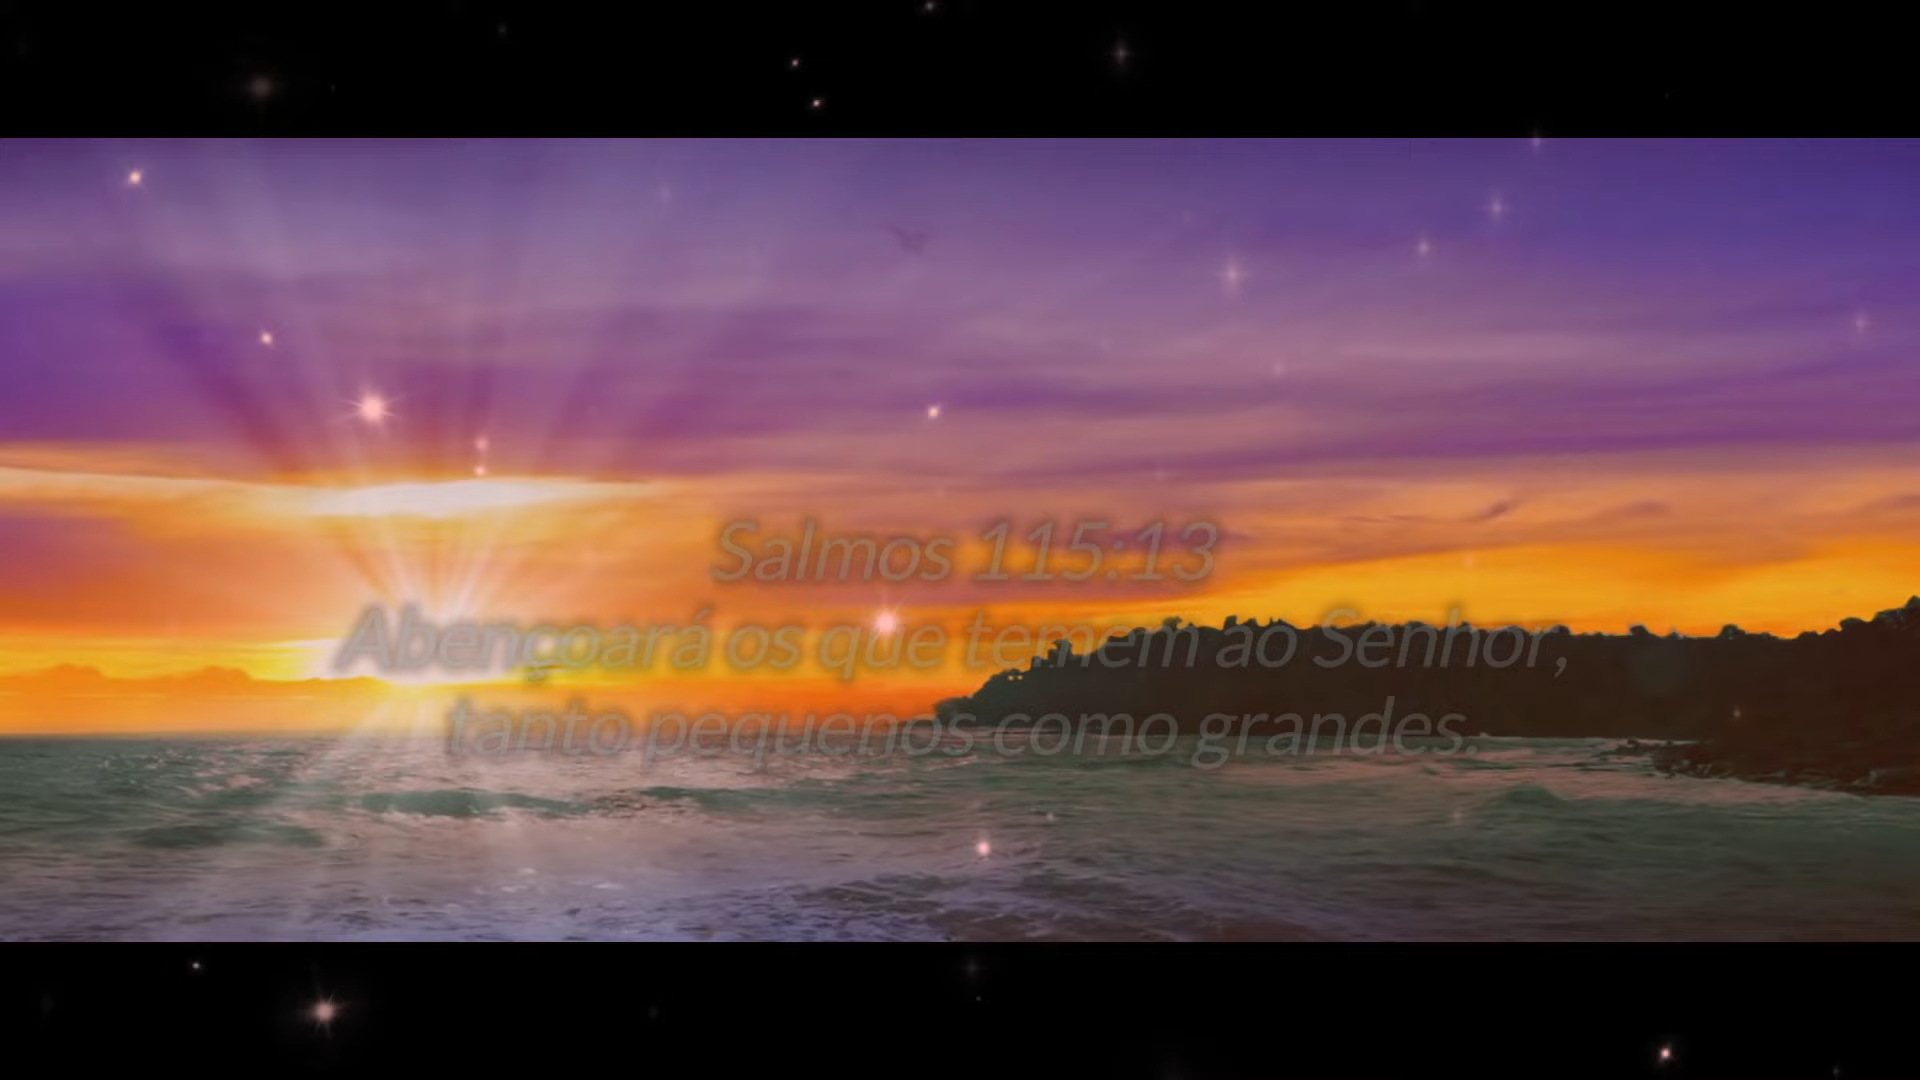 Salmos 115:13
Abençoará os que temem ao Senhor,
tanto pequenos como grandes.